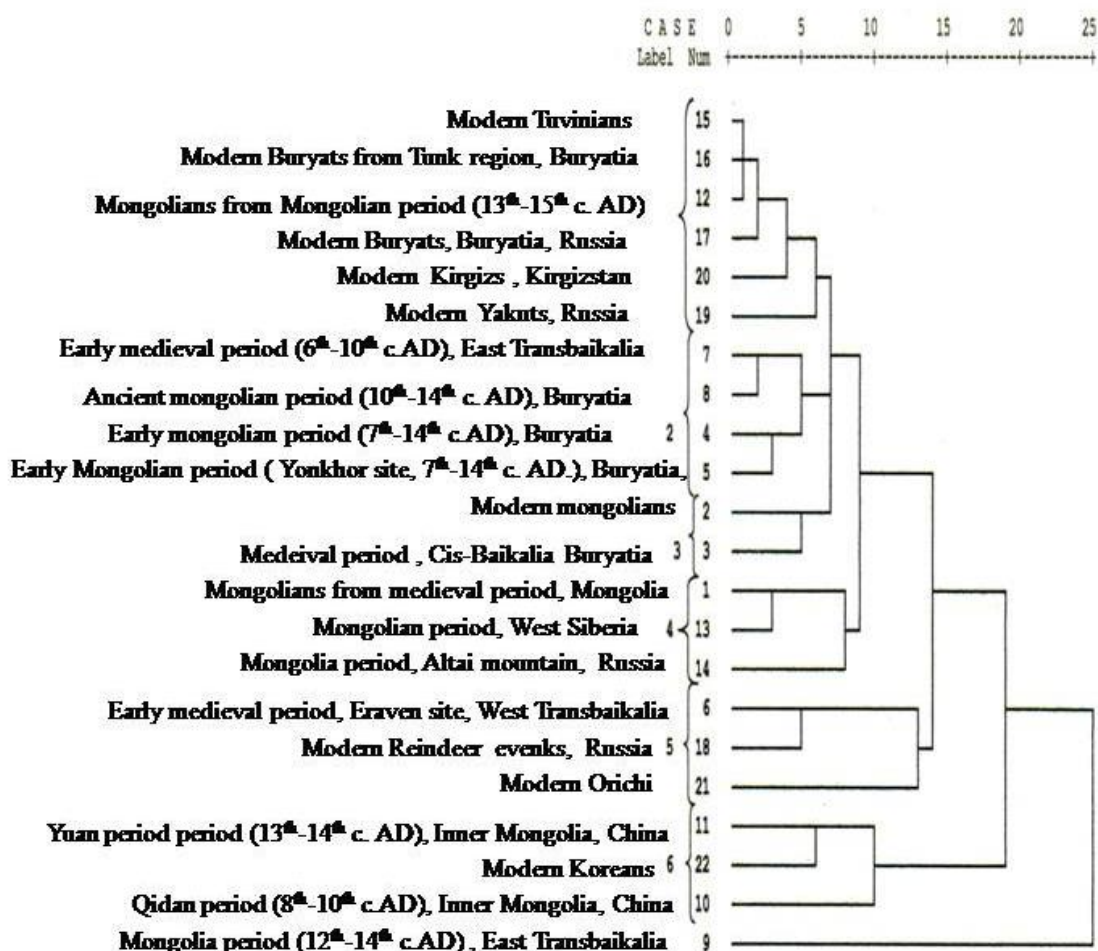 C A S E 0 5 10 15 20 25
Label Num
Modern Tuvinians 15
Modern Buryats from Tunk region, Buryatia 16
Mongolians from Mongolian period (13th-15th c. AD) 12
Modern Buryats, Buryatia, Russia 17
Modern Kirgizs , Kirgizstan 20
Modern Yakuts, Russia 19
Early medieval period (6th-10th c.AD), East Transbaikalia 7
Ancient mongolian period (10th-14th c. AD), Buryatia 8
Early mongolian period (7th-14th c.AD), Buryatia 2 4
Early Mongolian period ( Yonkhor site, 7th-14th c. AD.), Buryatia, 5
Modern mongolians 2
Medeival period , Cis-Baikalia Buryatia 3 3
Mongolians from medieval period, Mongolia 1
Mongolian period, West Siberia 4 13
Mongolia period, Altai mountain, Russia 14
Early medieval period, Eraven site, West Transbaikalia 6
Modern Reindeer evenks, Russia 5 18
Modern Orichi 21
Yuan period period (13th-14th c. AD), Inner Mongolia, China 11
Modern Koreans 6 22
Qidan period (8th-10th c.AD), Inner Mongolia, China 10
Mongolia period (12th-14th c.AD) , East Transbaikalia 9